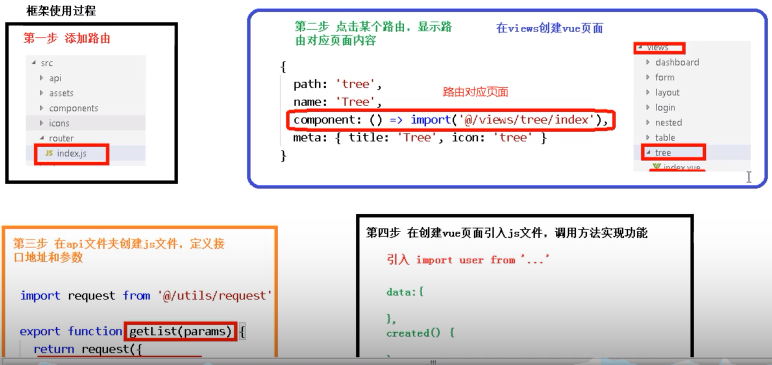 框架使用过程
第一步 添加路由
src
api
assets
components
icons
router
JS index.js
第二步 点击某个路由，显示路
由对应页面内容
在views创建vue页面
{
path: 'tree',
name: 'Tree',
路由对应页面
component: () => import('@/views/tree/index'),
meta: { title: 'Tree', icon: 'tree' }
}
views
dashboard
form
layout
login
nested
table
tree
index.vue
第三步 在api文件夹创建js文件，定义接
口地址和参数
import request from '@/utils/request'
export function getList(params) {
return request({
第四步 在创建vue页面引入js文件，调用方法实现功能
引入 import user from '...'
data:{
},
created() {